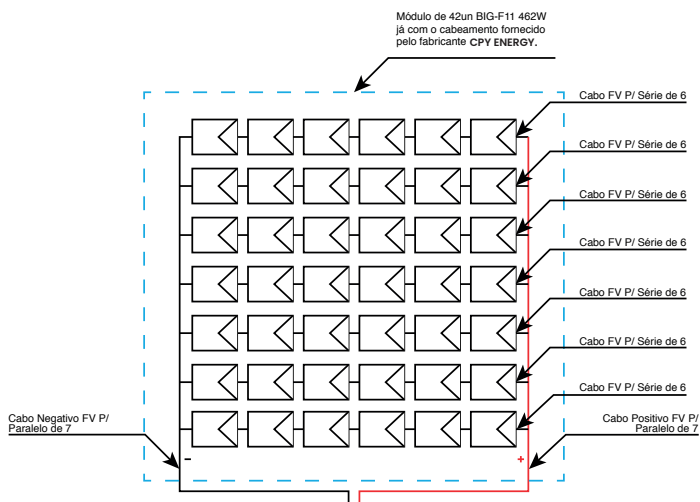 Módulo de 42un BIG-F11 462W
já com o cabeamento fornecido
pelo fabricante CPY ENERGY.
Cabo FV P/ Série de 6
Cabo FV P/ Série de 6
Cabo FV P/ Série de 6
Cabo FV P/ Série de 6
Cabo FV P/ Série de 6
Cabo FV P/ Série de 6
Cabo FV P/ Série de 6
Cabo Negativo FV P/
Paralelo de 7
Cabo Positivo FV P/
Paralelo de 7
- +